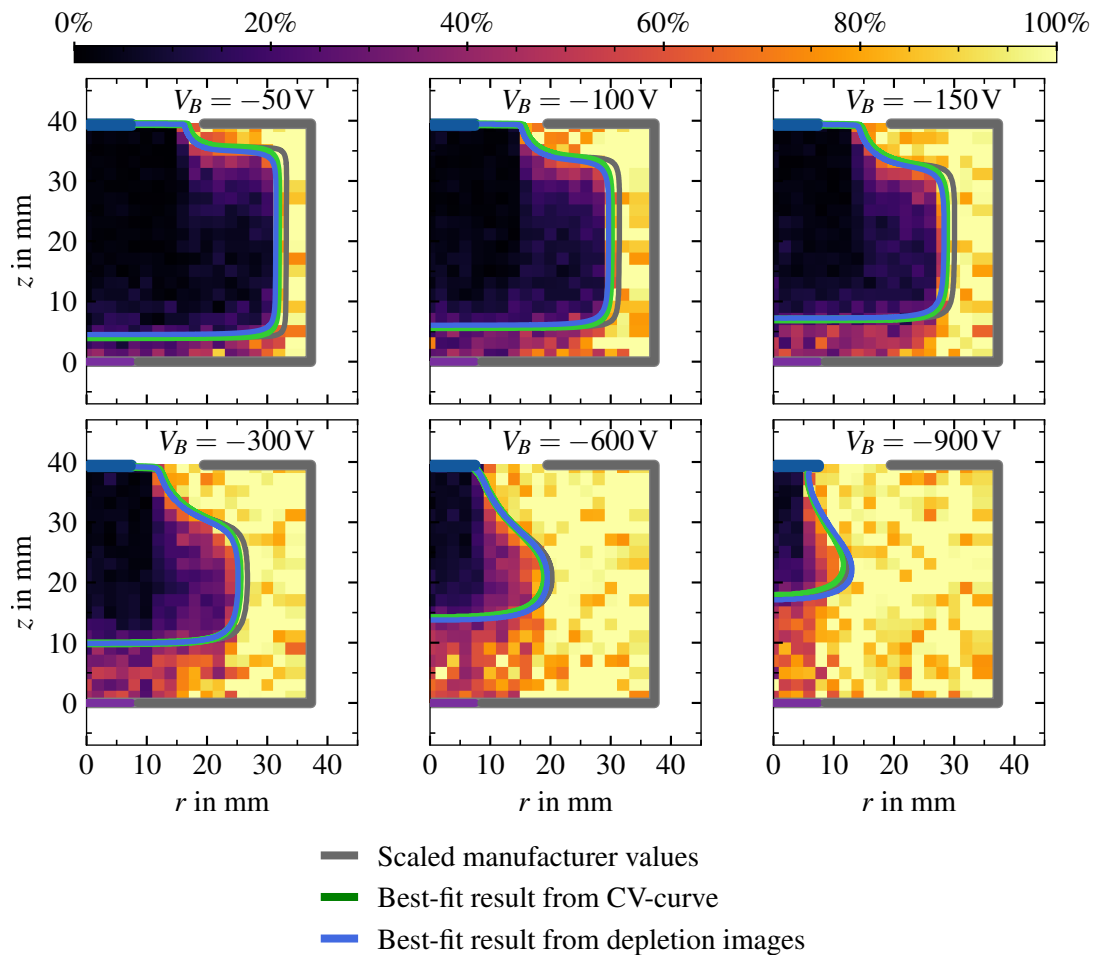 0% 20% 40% 60% 80% 100%
V_B = −50 V V_B = −100 V V_B = −150 V
40
30
20
10
0
z in mm
V_B = −300 V V_B = −600 V V_B = −900 V
40
30
20
10
0
z in mm
0 10 20 30 40 0 10 20 30 40 0 10 20 30 40
r in mm r in mm r in mm
Scaled manufacturer values
Best-fit result from CV-curve
Best-fit result from depletion images